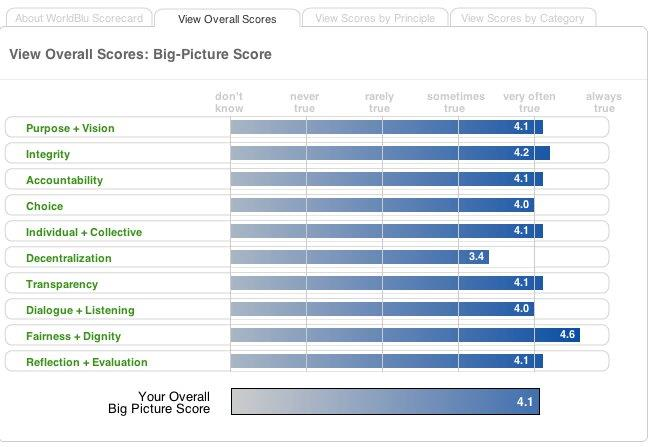 About WorldBlu Scorecard View Overall Scores View Scores by Principle View Scores by Category
View Overall Scores: Big-Picture Score
don't know never true rarely true sometimes true very often true always true
Purpose + Vision 4.1
Integrity 4.2
Accountability 4.1
Choice 4.0
Individual + Collective 4.1
Decentralization 3.4
Transparency 4.1
Dialogue + Listening 4.0
Fairness + Dignity 4.6
Reflection + Evaluation 4.1
Your Overall
Big Picture Score 4.1